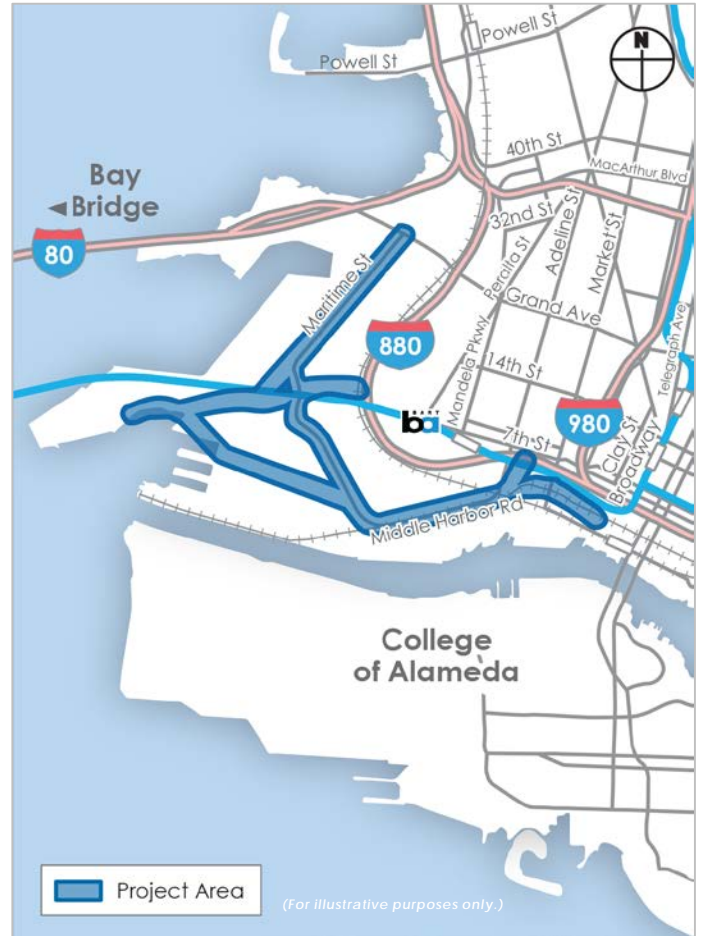 Powell St
Powell St
N
40th St
MacArthur Blvd
Bay
Bridge
32nd St
Adeline St
Market St
Peralta St
80
Maritime St
Grand Ave
880
Telegraph Ave
14th St
Mandela Pkwy
BART
ba
980
7th St
Clay St
Broadway
Middle Harbor Rd
College
of Alameda
Project Area
(For illustrative purposes only.)